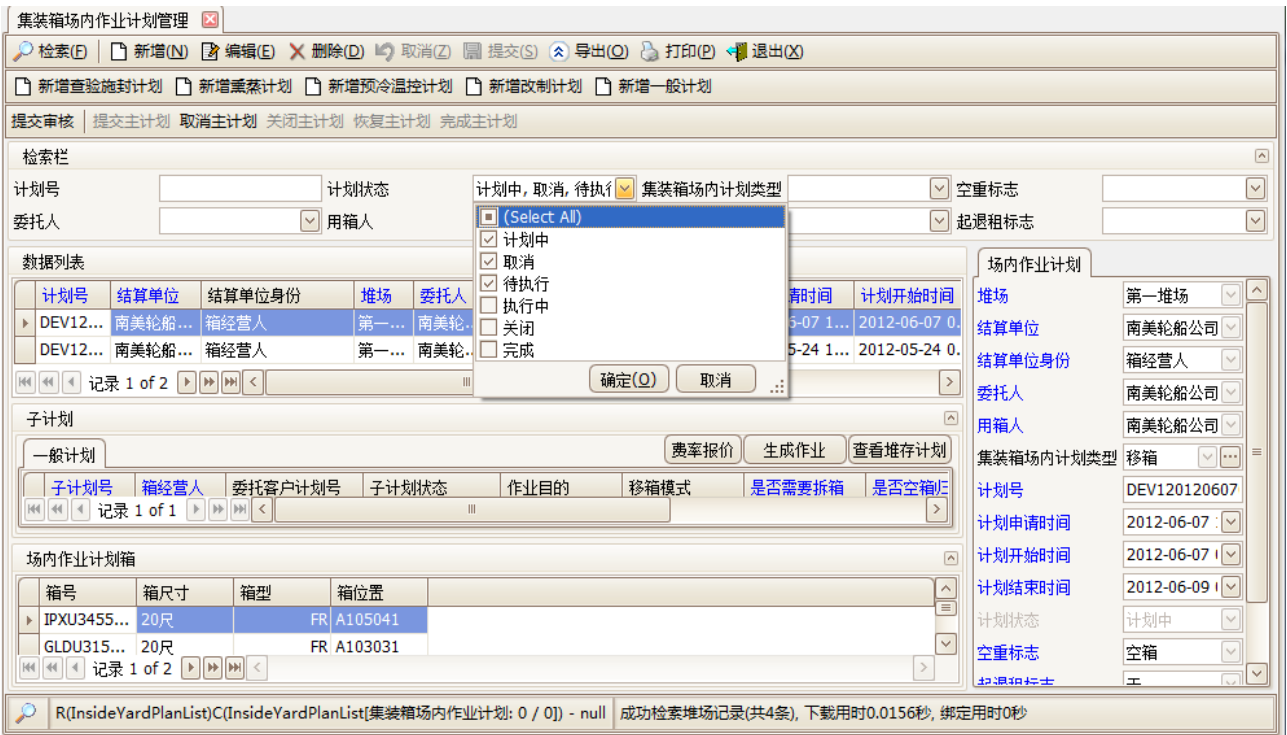 集装箱场内作业计划管理
检索(F) 新增(N) 编辑(E) 删除(D) 取消(Z) 提交(S) 导出(O) 打印(P) 退出(X)
新增查验施封计划 新增薰蒸计划 新增预冷温控计划 新增改制计划 新增一般计划
提交审核 提交主计划 取消主计划 关闭主计划 恢复主计划 完成主计划
检索栏
计划号 计划状态 计划中, 取消, 待执行 集装箱场内计划类型 空重标志
委托人 用箱人 起退租标志
(Select All)
计划中
取消
待执行
执行中
关闭
完成
确定(O) 取消
数据列表
计划号 结算单位 结算单位身份 堆场 委托人 请时间 计划开始时间
DEV12... 南美轮船... 箱经营人 第一... 南美轮.. 6-07 1... 2012-06-07 0.
DEV12... 南美轮船... 箱经营人 第一... 南美轮.. 5-24 1... 2012-05-24 0.
记录 1 of 2
子计划
一般计划 费率报价 生成作业 查看堆存计划
子计划号 箱经营人 委托客户计划号 子计划状态 作业目的 移箱模式 是否需要拆箱 是否空箱归
记录 1 of 1
场内作业计划箱
箱号 箱尺寸 箱型 箱位置
IPXU3455... 20尺 FR A105041
GLDU315... 20尺 FR A103031
记录 1 of 2
场内作业计划
堆场 第一堆场
结算单位 南美轮船公司
结算单位身份 箱经营人
委托人 南美轮船公司
用箱人 南美轮船公司
集装箱场内计划类型 移箱
计划号 DEV120120607
计划申请时间 2012-06-07
计划开始时间 2012-06-07
计划结束时间 2012-06-09
计划状态 计划中
空重标志 空箱
起退租标志 无
R(InsideYardPlanList)C(InsideYardPlanList[集装箱场内作业计划: 0 / 0]) - null 成功检索堆场记录(共4条), 下载用时0.0156秒, 绑定用时0秒